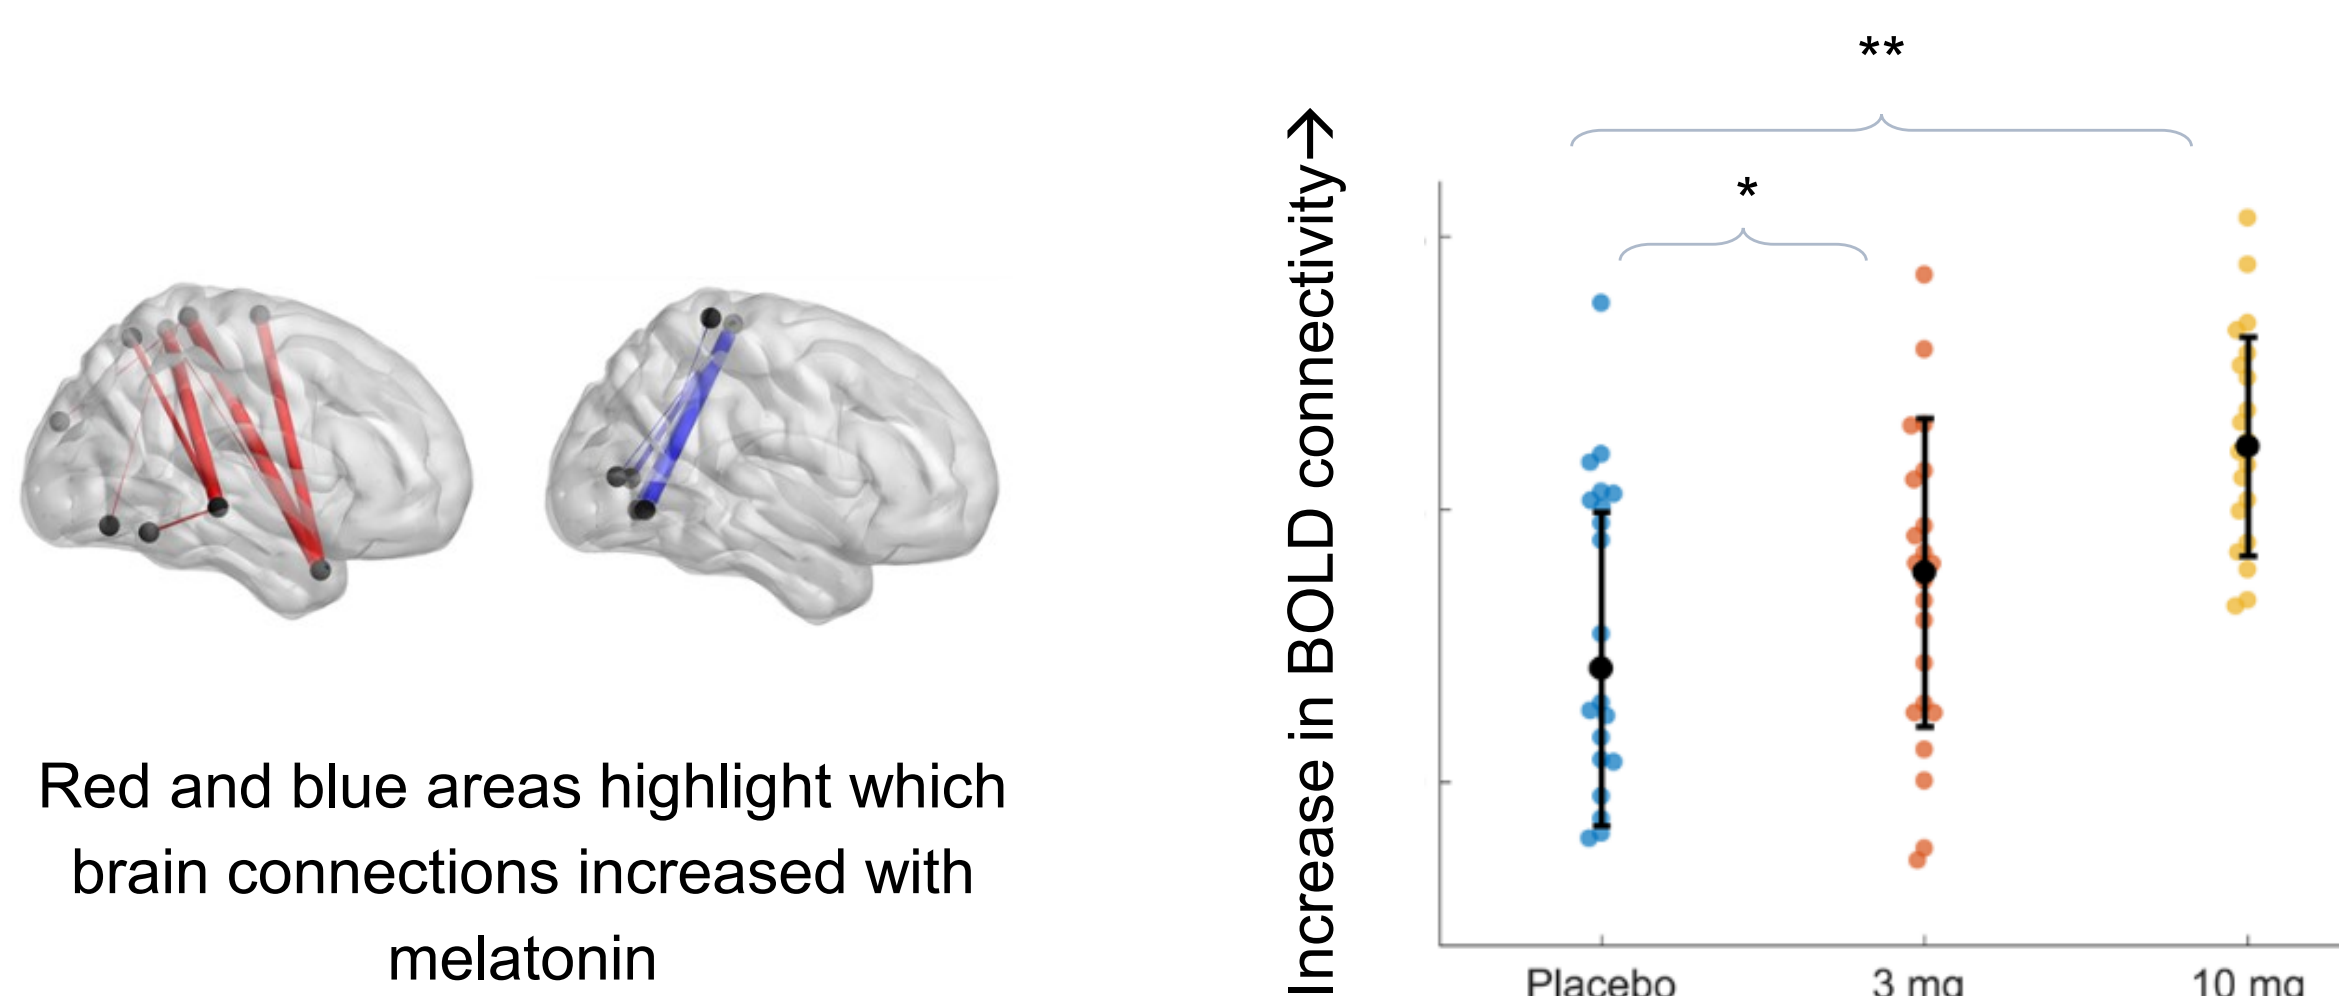 Red and blue areas highlight which
brain connections increased with
melatonin
Increase in BOLD connectivity→
**
*
Placebo
3 mg
10 mg